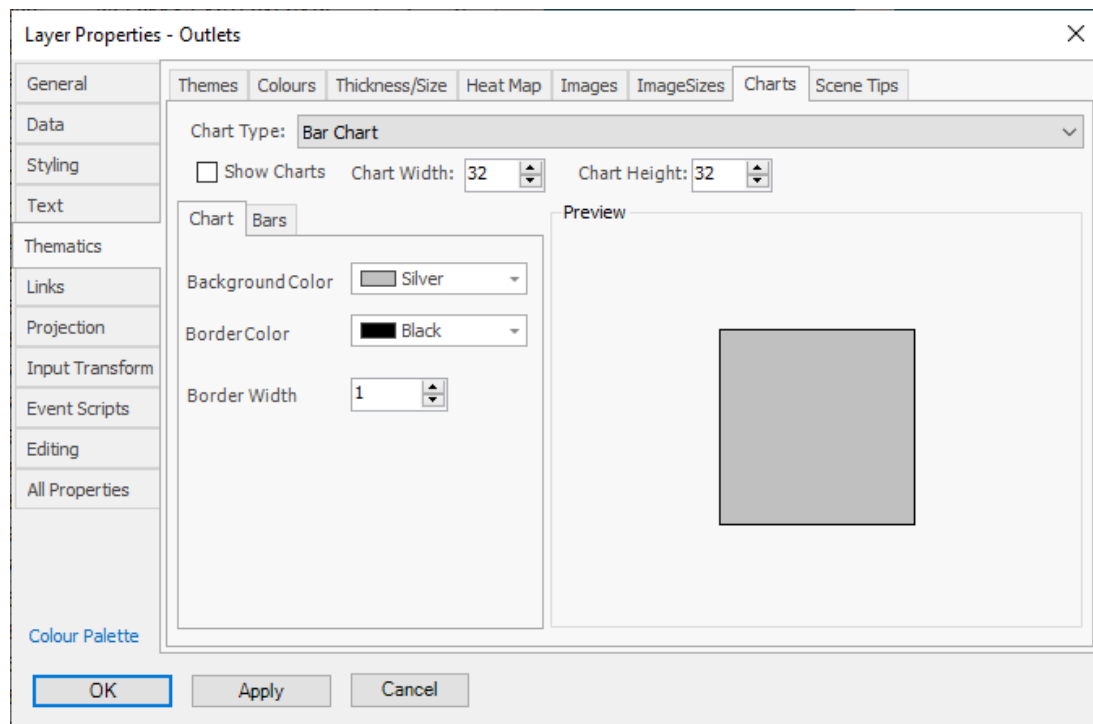 Layer Properties - Outlets
General
Data
Styling
Text
Thematics
Links
Projection
Input Transform
Event Scripts
Editing
All Properties
Colour Palette
Themes Colours Thickness/Size Heat Map Images ImageSizes Charts Scene Tips
Chart Type: Bar Chart
Show Charts Chart Width: 32 Chart Height: 32
Chart Bars
Background Color Silver
Border Color Black
Border Width 1
Preview
OK Apply Cancel